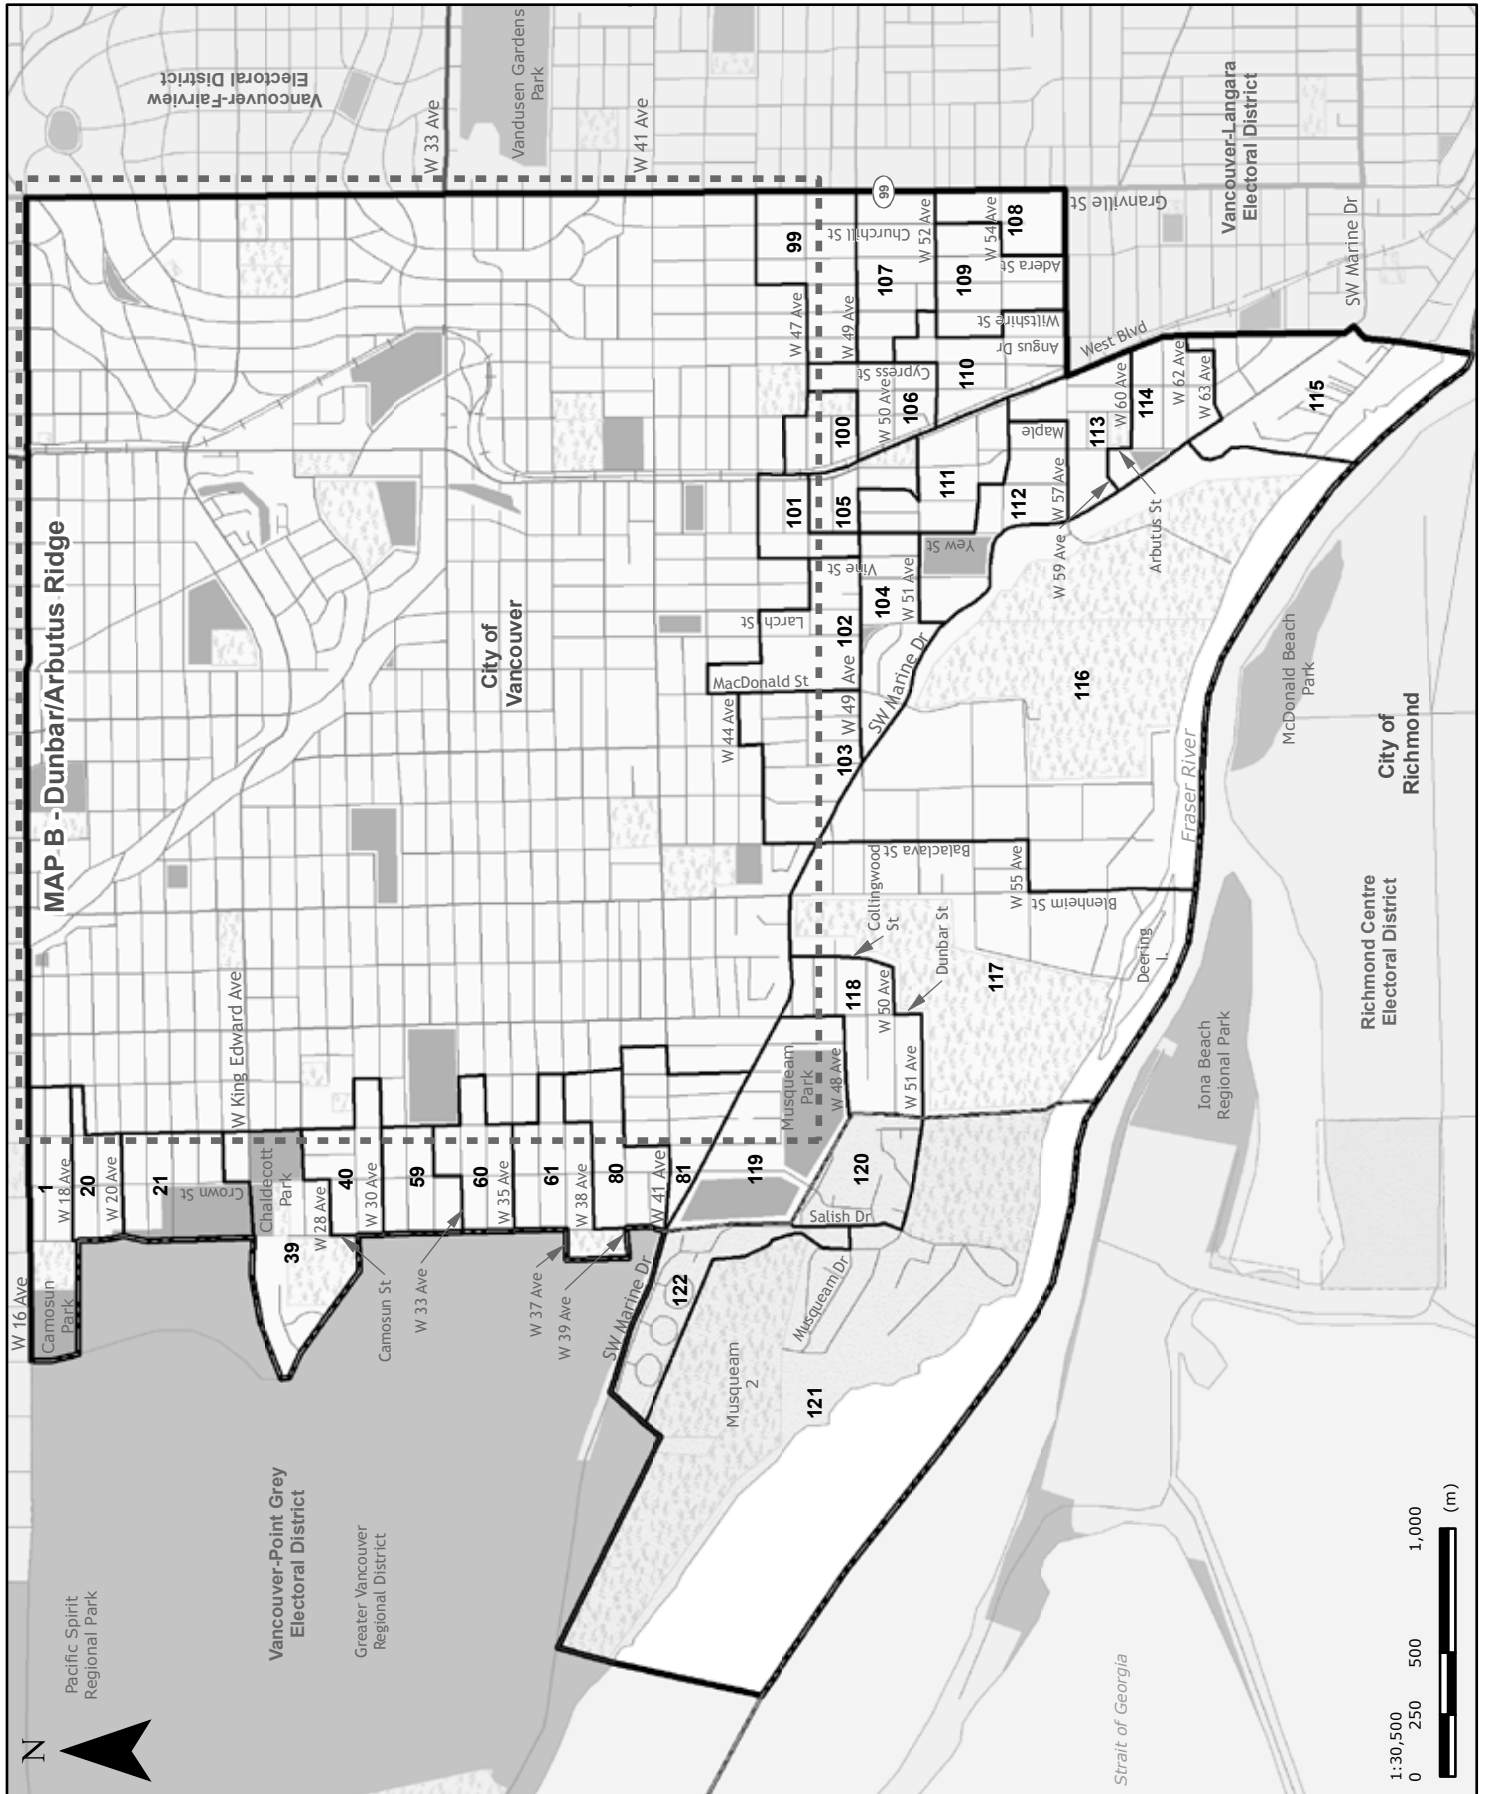 MAP B - Dunbar/Arbutus Ridge
N
Pacific Spirit
Regional Park
Vancouver-Point Grey
Electoral District
Greater Vancouver
Regional District
W 16 Ave
Camosun
Park
1
W 18 Ave
20
W 20 Ave
21
Crown St
W King Edward Ave
Chaldecott
Park
39
W 28 Ave
40
W 30 Ave
Camosun St
59
W 33 Ave
60
W 35 Ave
61
W 37 Ave
W 38 Ave
W 39 Ave
80
W 41 Ave
81
SW Marine Dr
122
Musqueam
2
Musqueam Dr
121
119
Musqueam
Park
W 48 Ave
120
Salish Dr
118
W 50 Ave
W 51 Ave
Collingwood
St
Dunbar St
117
Balaclava St
W 55 Ave
Blenheim St
Deering
I.
City of
Vancouver
W 44 Ave
MacDonald St
Larch St
103
W 49 Ave
102
SW Marine Dr
104
W 51 Ave
Vine St
Yew St
101
105
111
112
W 57 Ave
Maple
W 59 Ave
Arbutus St
116
100
W 50 Ave
106
Cypress St
110
Angus Dr
Wiltshire St
W 47 Ave
W 49 Ave
99
Churchill St
107
W 52 Ave
109
W 54 Ave
108
Adera St
99
Granville St
West Blvd
113
W 60 Ave
114
W 62 Ave
W 63 Ave
115
SW Marine Dr
Vancouver-Langara
Electoral District
Vancouver-Fairview
Electoral District
W 33 Ave
Vandusen Gardens
Park
W 41 Ave
Fraser River
McDonald Beach
Park
City of
Richmond
Richmond Centre
Electoral District
Iona Beach
Regional Park
Strait of Georgia
1:30,500
0 250 500 1,000
(m)